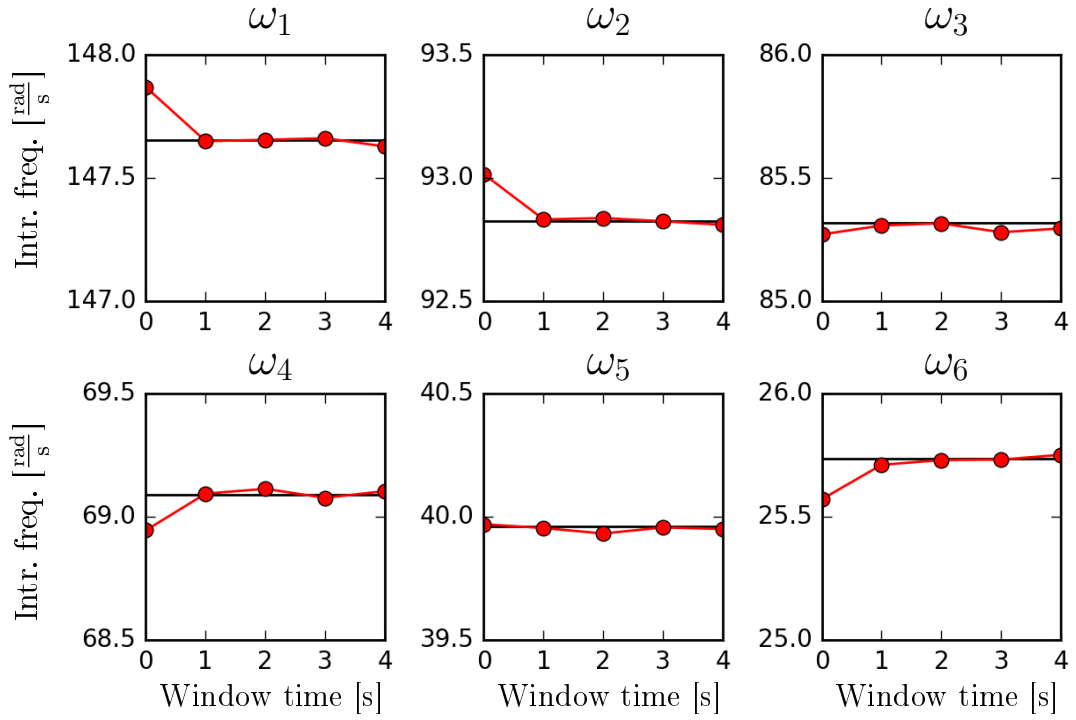 ω₁ ω₂ ω₃
Intr. freq. [rad/s]
148.0 93.5 86.0
147.5 93.0 85.5
147.0 92.5 85.0
0 1 2 3 4 0 1 2 3 4 0 1 2 3 4
ω₄ ω₅ ω₆
Intr. freq. [rad/s]
69.5 40.5 26.0
69.0 40.0 25.5
68.5 39.5 25.0
0 1 2 3 4 0 1 2 3 4 0 1 2 3 4
Window time [s] Window time [s] Window time [s]